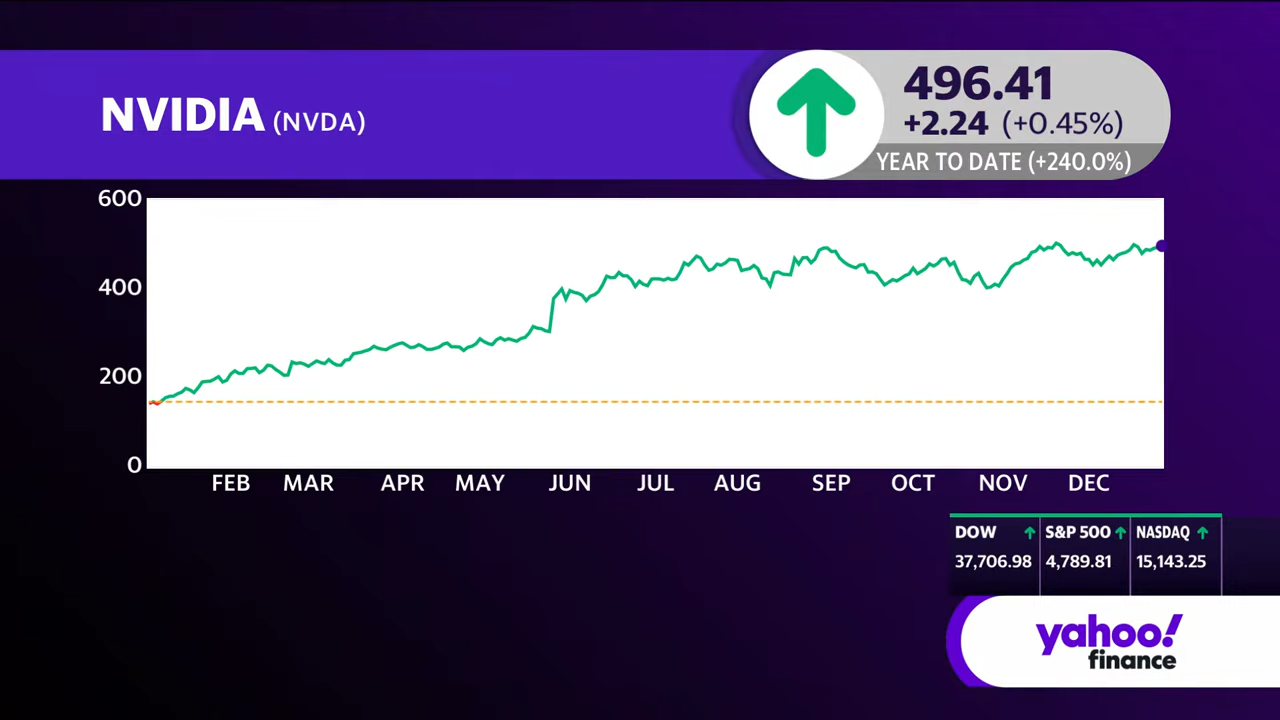 NVIDIA (NVDA)
496.41
+2.24 (+0.45%)
YEAR TO DATE (+240.0%)
600
400
200
0
FEB MAR APR MAY JUN JUL AUG SEP OCT NOV DEC
DOW S&P 500 NASDAQ
37,706.98 4,789.81 15,143.25
yahoo!
finance